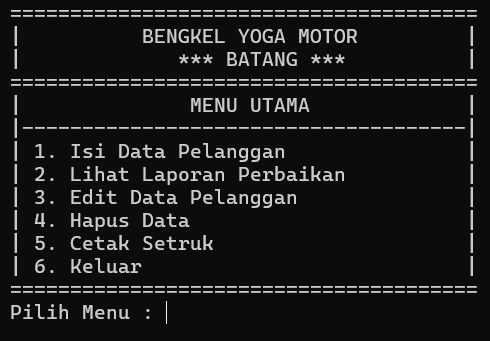 =======================================
|          BENGKEL YOGA MOTOR         |
|             *** BATANG ***          |
=======================================
|              MENU UTAMA             |
|-------------------------------------|
| 1. Isi Data Pelanggan               |
| 2. Lihat Laporan Perbaikan          |
| 3. Edit Data Pelanggan              |
| 4. Hapus Data                       |
| 5. Cetak Setruk                     |
| 6. Keluar                           |
=======================================
Pilih Menu :